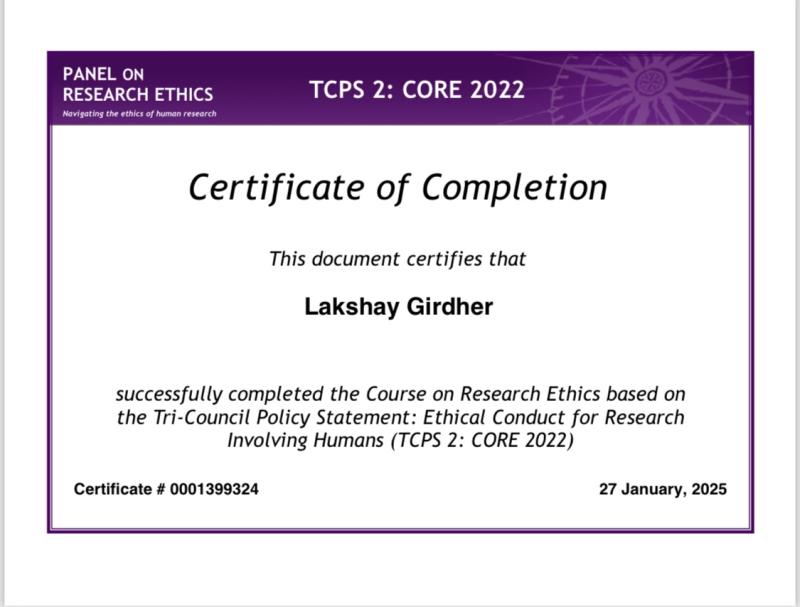 PANEL ON
RESEARCH ETHICS
Navigating the ethics of human research
TCPS 2: CORE 2022
Certificate of Completion
This document certifies that
Lakshay Girdher
successfully completed the Course on Research Ethics based on
the Tri-Council Policy Statement: Ethical Conduct for Research
Involving Humans (TCPS 2: CORE 2022)
Certificate # 0001399324
27 January, 2025